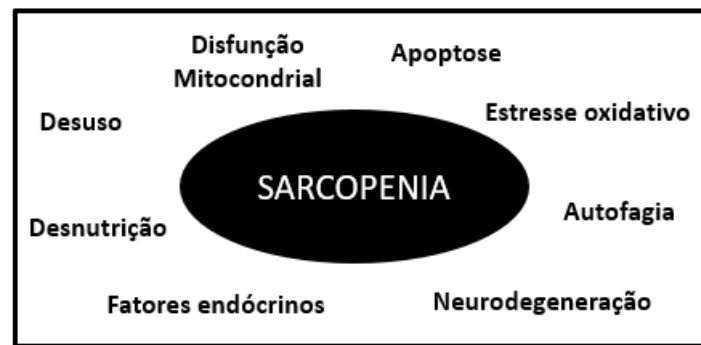 Disfunção
Mitocondrial
Apoptose
Desuso
Estresse oxidativo
SARCOPENIA
Desnutrição
Autofagia
Fatores endócrinos
Neurodegeneração